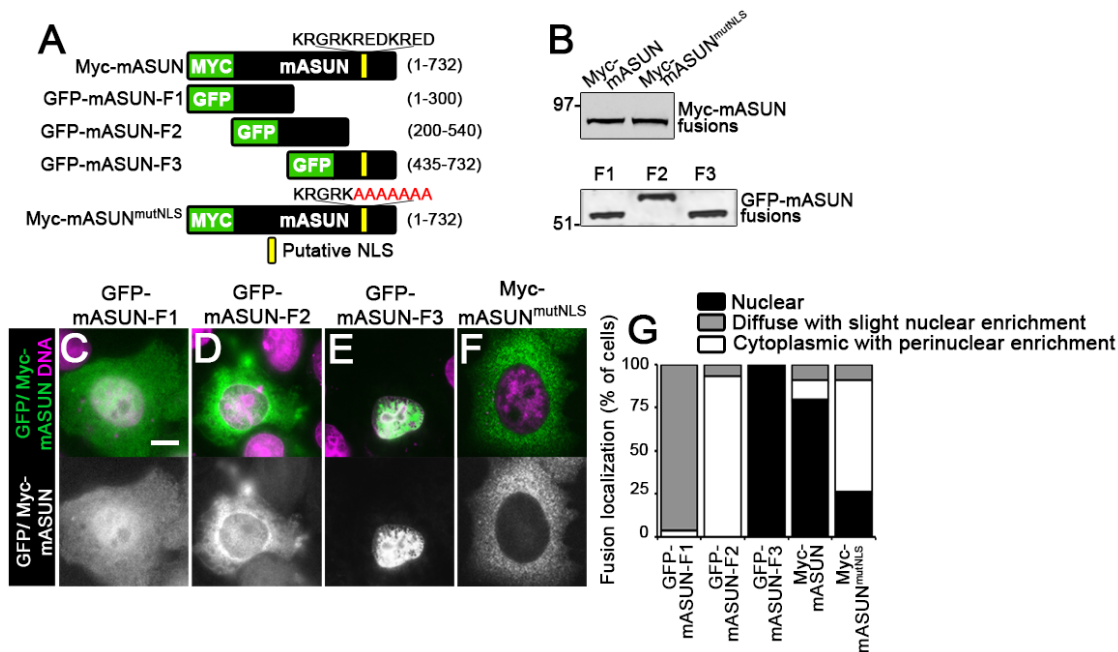 A
KRGRKREDKRED
Myc-mASUN MYC mASUN (1-732)
GFP-mASUN-F1 GFP (1-300)
GFP-mASUN-F2 GFP (200-540)
GFP-mASUN-F3 GFP (435-732)
KRGRKAAAAAAA
Myc-mASUNmutNLS MYC mASUN (1-732)
Putative NLS
B
Myc-
mASUN
Myc-
mASUNmutNLS
97
Myc-mASUN
fusions
F1 F2 F3
GFP-mASUN
fusions
51
GFP-
mASUN-F1
GFP-
mASUN-F2
GFP-
mASUN-F3
Myc-
mASUNmutNLS
C D E F
GFP/ Myc-
mASUN DNA
GFP/ Myc-
mASUN
Nuclear
Diffuse with slight nuclear enrichment
Cytoplasmic with perinuclear enrichment
G
Fusion localization (% of cells)
100
75
50
25
0
GFP-
mASUN-F1
GFP-
mASUN-F2
GFP-
mASUN-F3
Myc-
mASUN
Myc-
mASUNmutNLS